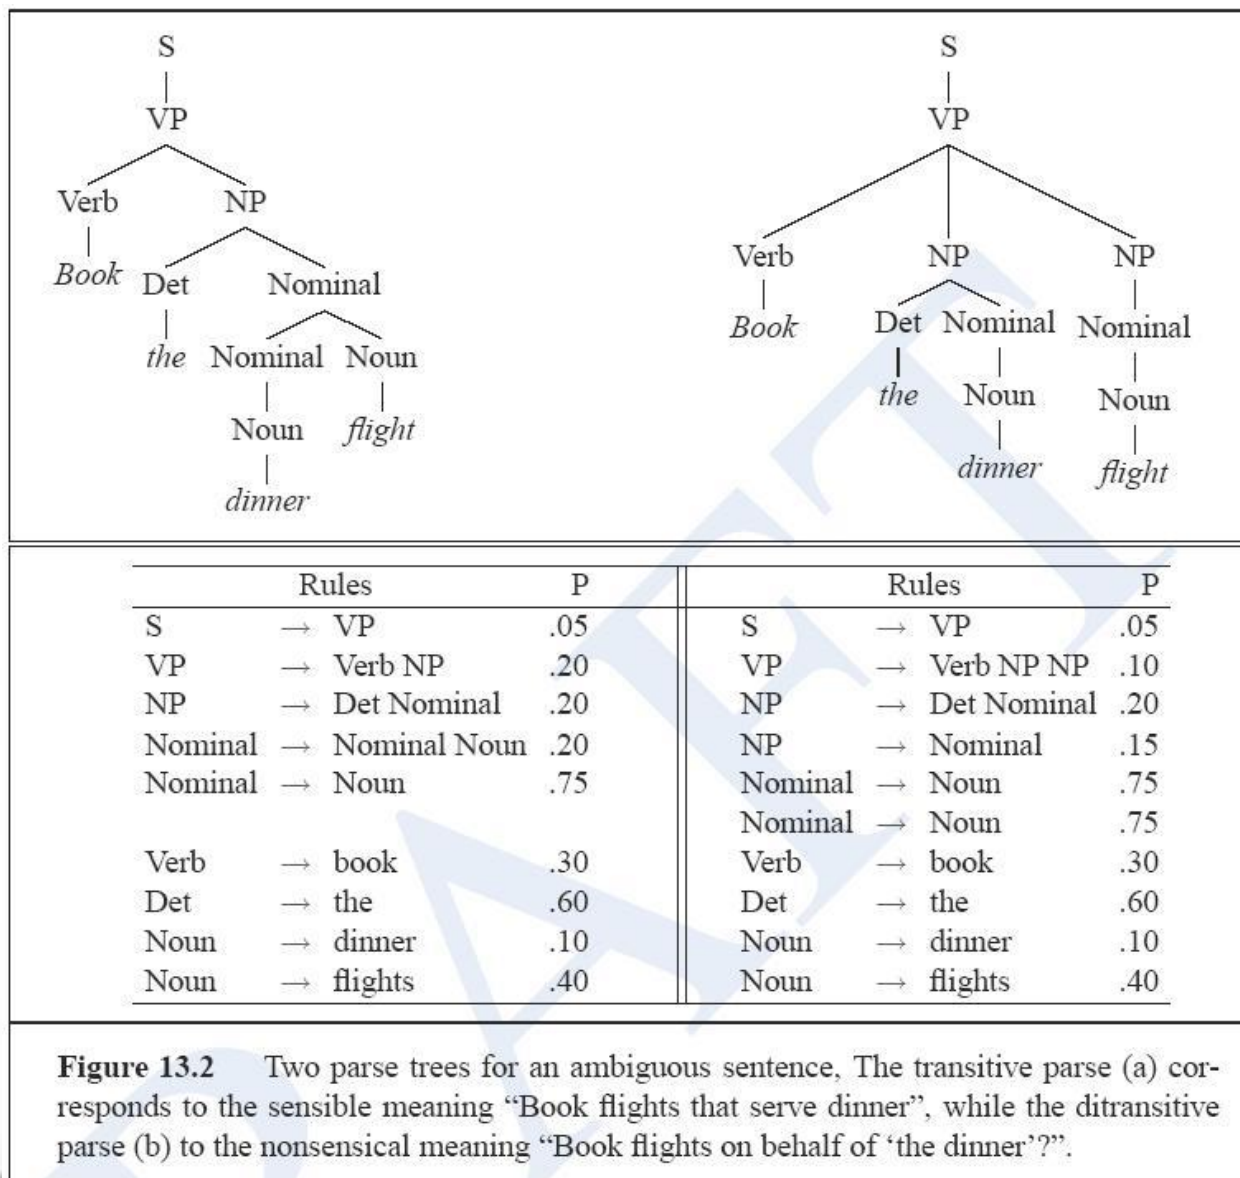 S S
VP VP
Verb NP
Verb NP NP
Book Det Nominal
Book Det Nominal Nominal
the Nominal Noun
the Noun Noun
Noun flight
dinner flight
dinner
Rules P Rules P
S → VP .05 S → VP .05
VP → Verb NP .20 VP → Verb NP NP .10
NP → Det Nominal .20 NP → Det Nominal .20
Nominal → Nominal Noun .20 NP → Nominal .15
Nominal → Noun .75 Nominal → Noun .75
Nominal → Noun .75
Verb → book .30 Verb → book .30
Det → the .60 Det → the .60
Noun → dinner .10 Noun → dinner .10
Noun → flights .40 Noun → flights .40
Figure 13.2 Two parse trees for an ambiguous sentence, The transitive parse (a) cor-
responds to the sensible meaning “Book flights that serve dinner”, while the ditransitive
parse (b) to the nonsensical meaning “Book flights on behalf of ‘the dinner’?”.
RAFT